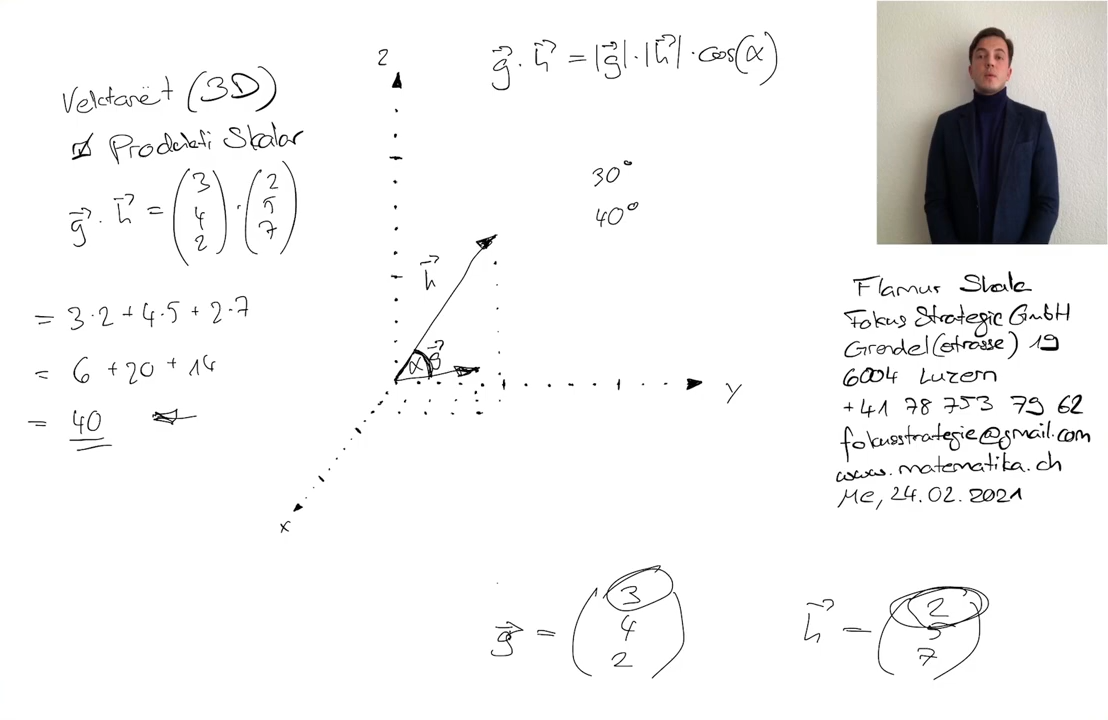 Vektorët (3D)
☑ Produkti Skalar
g⃗ · h⃗ = (3 4 2) · (2 5 7)
= 3·2 + 4·5 + 2·7
= 6 + 20 + 14
= 40
z
g⃗ · h⃗ = |g⃗| · |h⃗| · cos(α)
30°
40°
h⃗
α g⃗
y
x
Flamur Skala
Fokus Strategie GmbH
Grendel(strasse) 19
6004 Luzern
+41 78 753 79 62
fokusstrategie@gmail.com
www.matematika.ch
Me, 24.02.2021
g⃗ = (3 4 2)
h⃗ = (2 5 7)